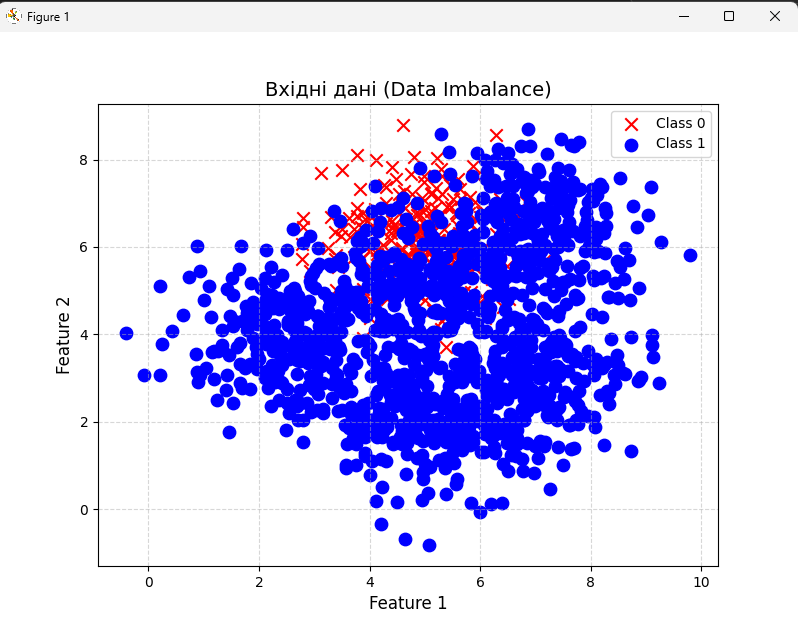 Figure 1
Вхідні дані (Data Imbalance)
Class 0
Class 1
8
6
4
2
0
Feature 2
0 2 4 6 8 10
Feature 1